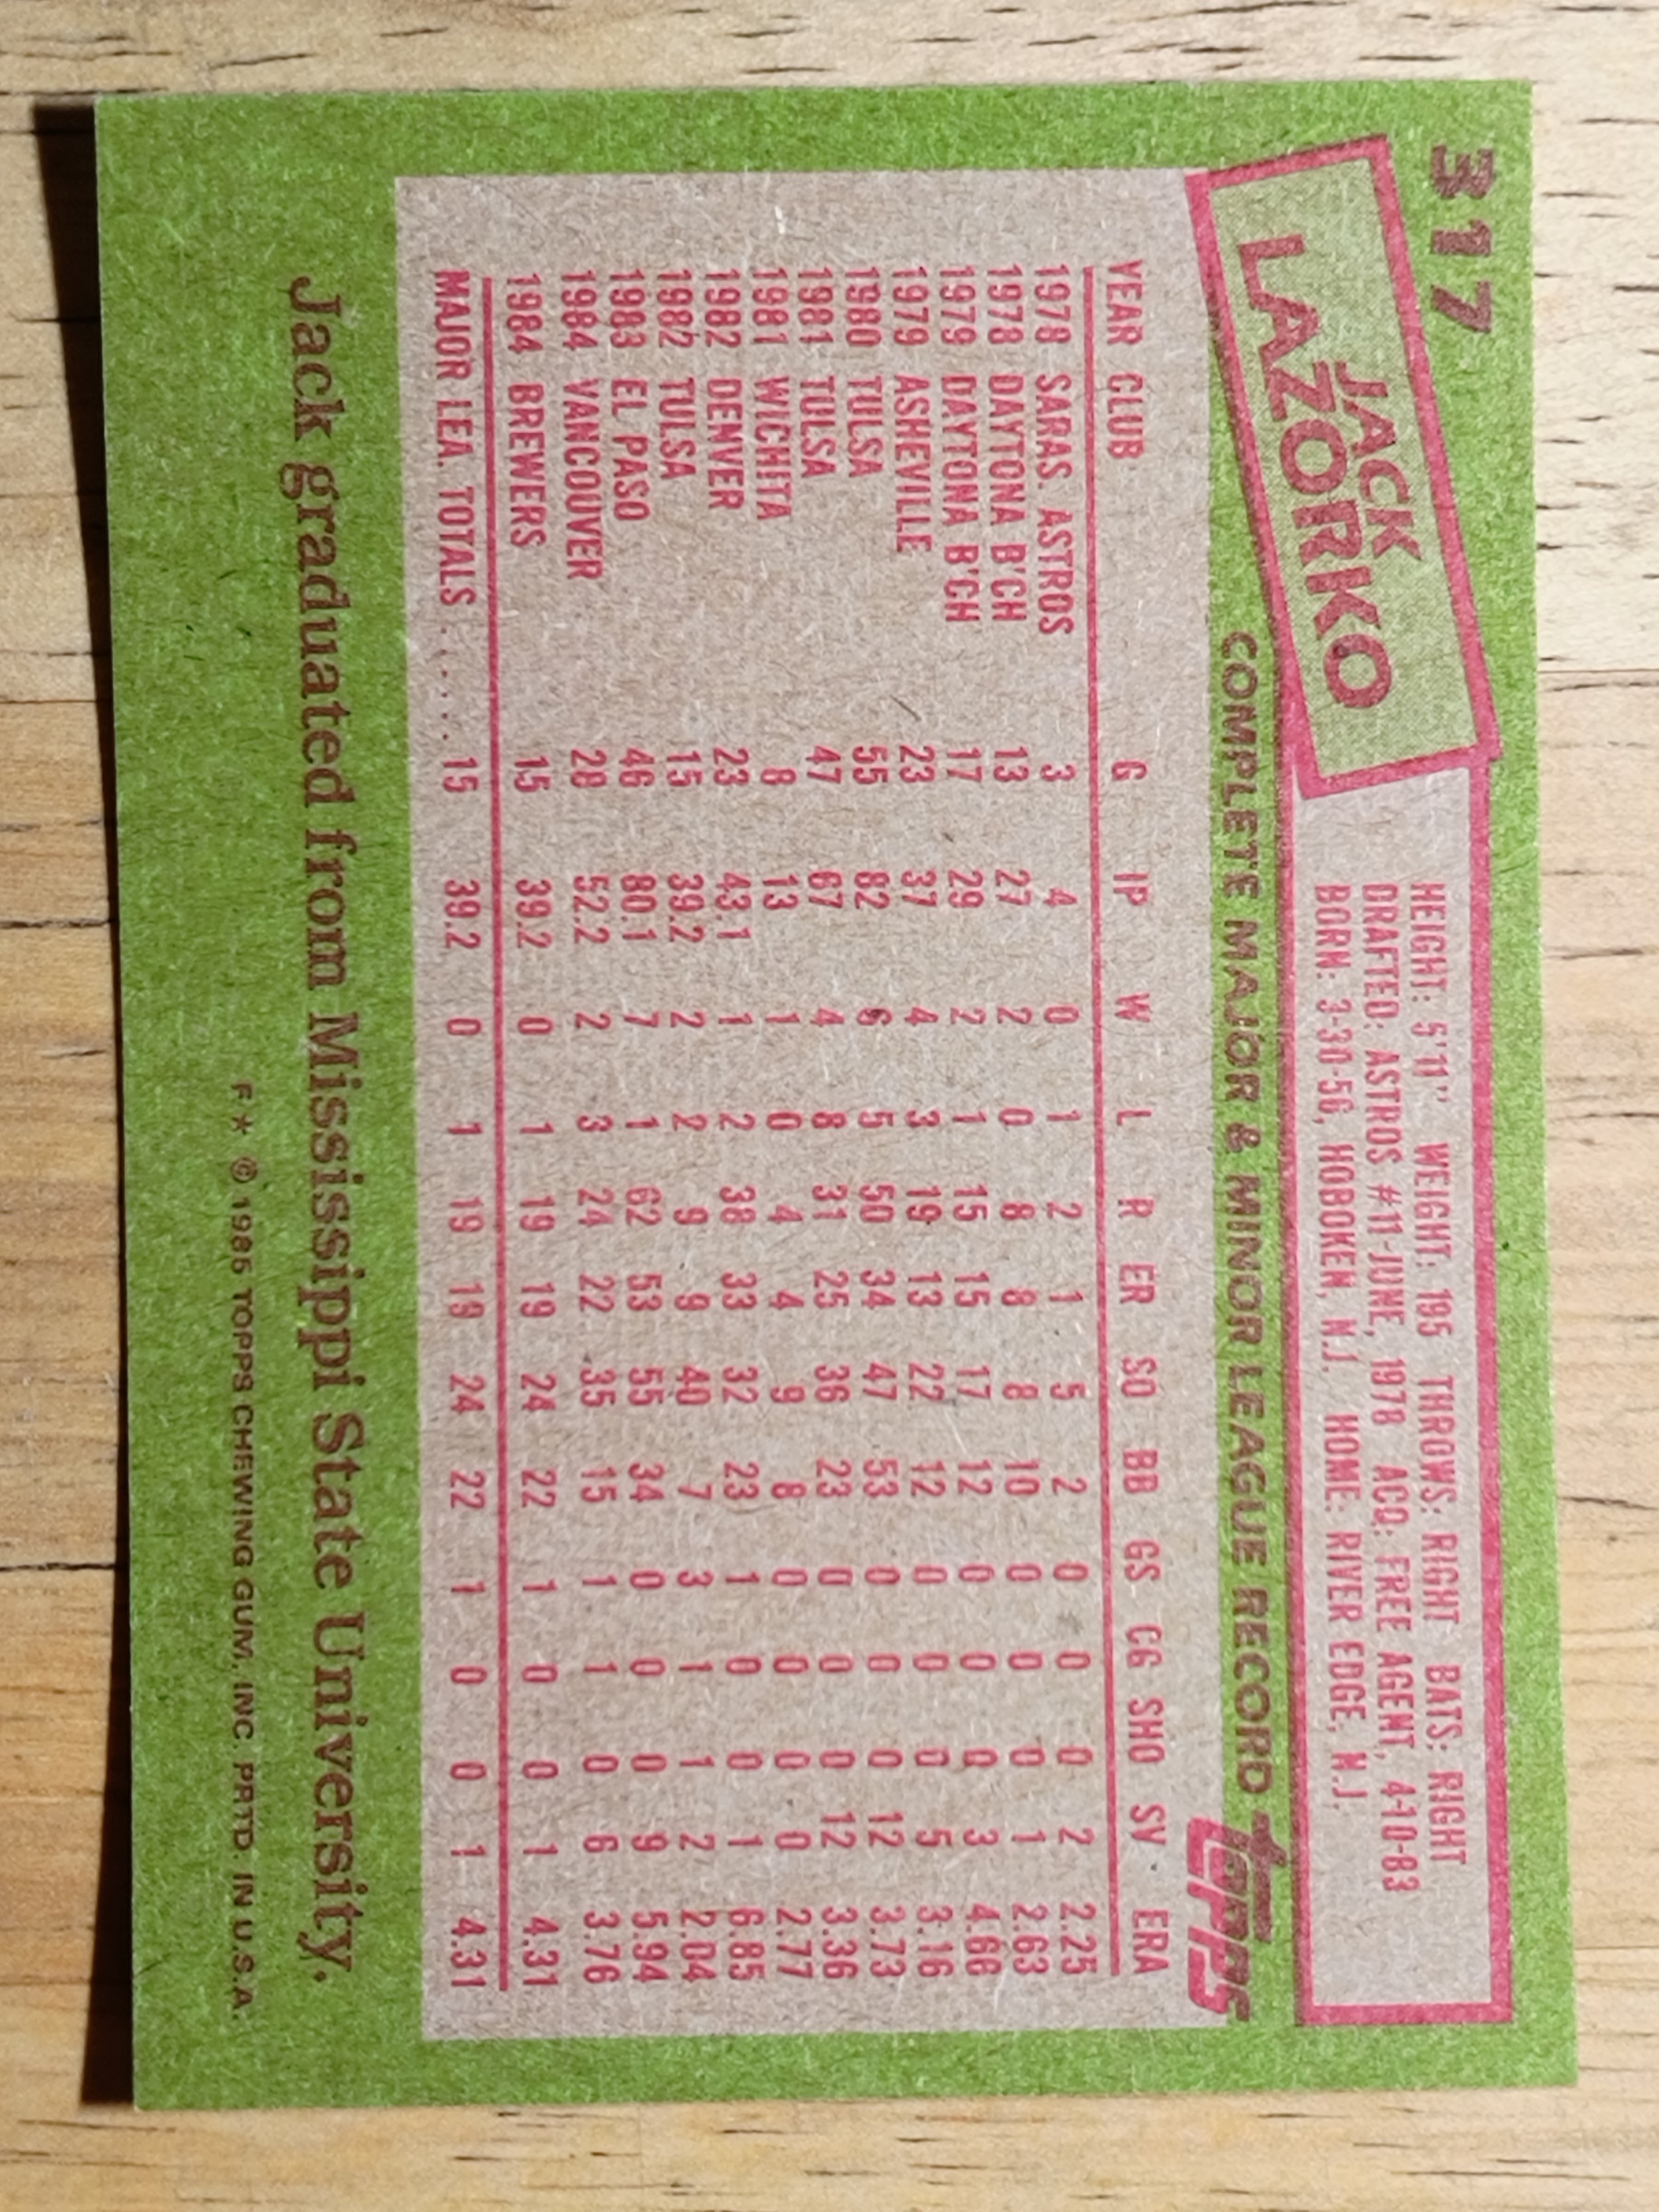 317
JACK
LAZORKO
HEIGHT: 5'11" WEIGHT: 195 THROWS: RIGHT BATS: RIGHT
DRAFTED: ASTROS #11-JUNE, 1978 ACQ: FREE AGENT, 4-10-83
BORN: 3-30-56, HOBOKEN, N.J. HOME: RIVER EDGE, N.J.
COMPLETE MAJOR & MINOR LEAGUE RECORD
topps
YEAR CLUB G IP W L R ER SO BB GS CG SHO SV ERA
1978 SARAS. ASTROS 3 4 0 1 2 1 5 2 0 0 0 2 2.25
1978 DAYTONA B'CH 13 27 2 0 8 8 8 10 0 0 0 1 2.63
1979 DAYTONA B'CH 17 29 2 1 15 15 17 12 0 0 0 3 4.66
1979 ASHEVILLE 23 37 4 3 19 13 22 12 0 0 0 5 3.16
1980 TULSA 55 82 6 5 50 34 47 53 0 0 0 12 3.73
1981 TULSA 47 67 4 8 31 25 36 23 0 0 0 12 3.36
1981 WICHITA 8 13 1 0 4 4 9 8 0 0 0 0 2.77
1982 DENVER 23 43.1 1 2 38 33 32 23 1 0 0 1 6.85
1982 TULSA 15 39.2 2 2 9 9 40 7 3 1 1 2 2.04
1983 EL PASO 46 80.1 7 1 62 53 55 34 0 0 0 9 5.94
1984 VANCOUVER 28 52.2 2 3 24 22 35 15 1 1 0 6 3.76
1984 BREWERS 15 39.2 0 1 19 19 24 22 1 0 0 1 4.31
MAJOR LEA. TOTALS ..... 15 39.2 0 1 19 19 24 22 1 0 0 1 4.31
Jack graduated from Mississippi State University.
F * © 1985 TOPPS CHEWING GUM, INC. PRTD. IN U.S.A.